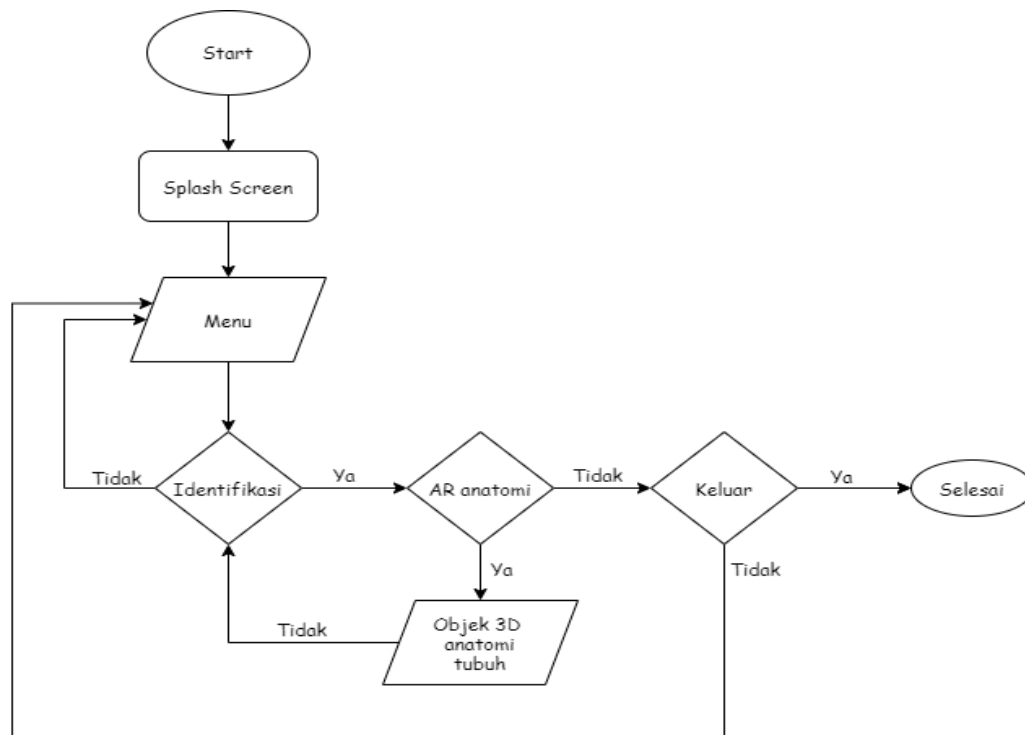 Start
Splash Screen
Menu
Tidak
Identifikasi
Ya
AR anatomi
Tidak
Keluar
Ya
Selesai
Ya
Tidak
Tidak
Objek 3D
anatomi
tubuh